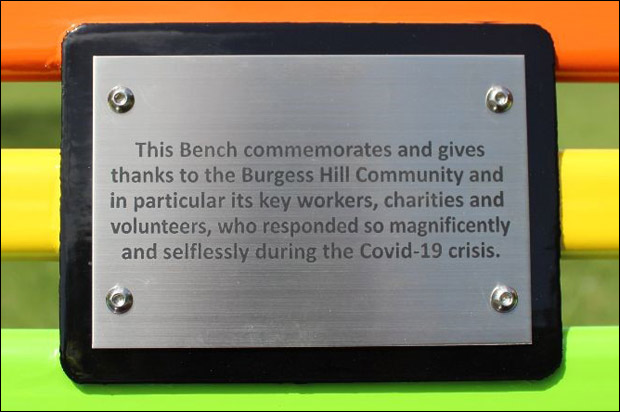 This Bench commemorates and gives
thanks to the Burgess Hill Community and
in particular its key workers, charities and
volunteers, who responded so magnificently
and selflessly during the Covid-19 crisis.